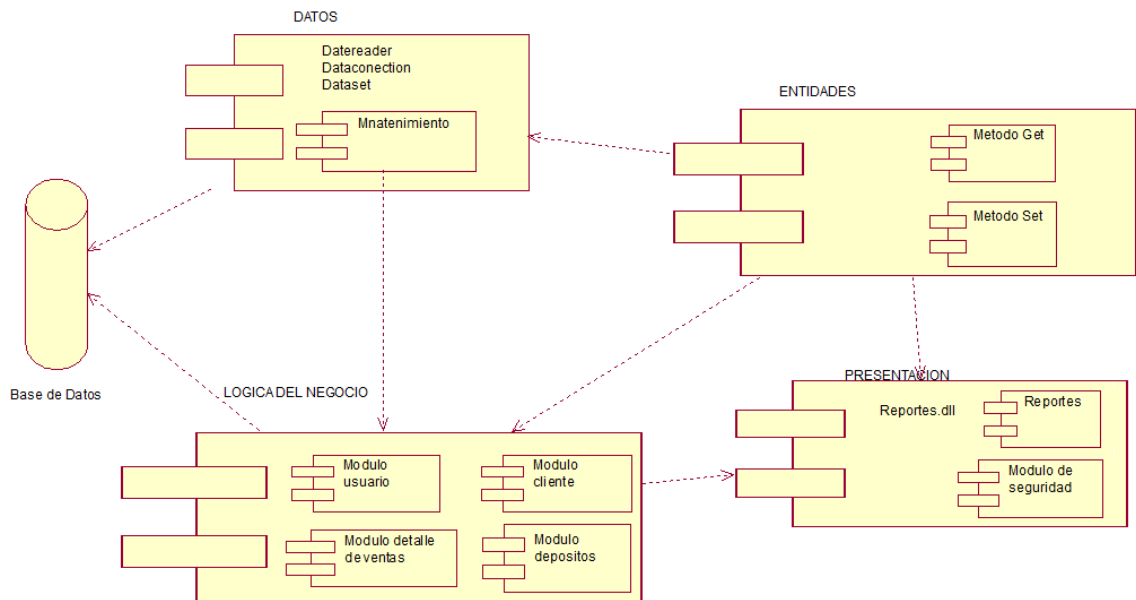 DATOS
Datereader
Dataconection
Dataset
Mnatenimiento
ENTIDADES
Metodo Get
Metodo Set
Base de Datos
LOGICA DEL NEGOCIO
Modulo
usuario
Modulo
cliente
Modulo detalle
de ventas
Modulo
depositos
PRESENTACION
Reportes.dll
Reportes
Modulo de
seguridad